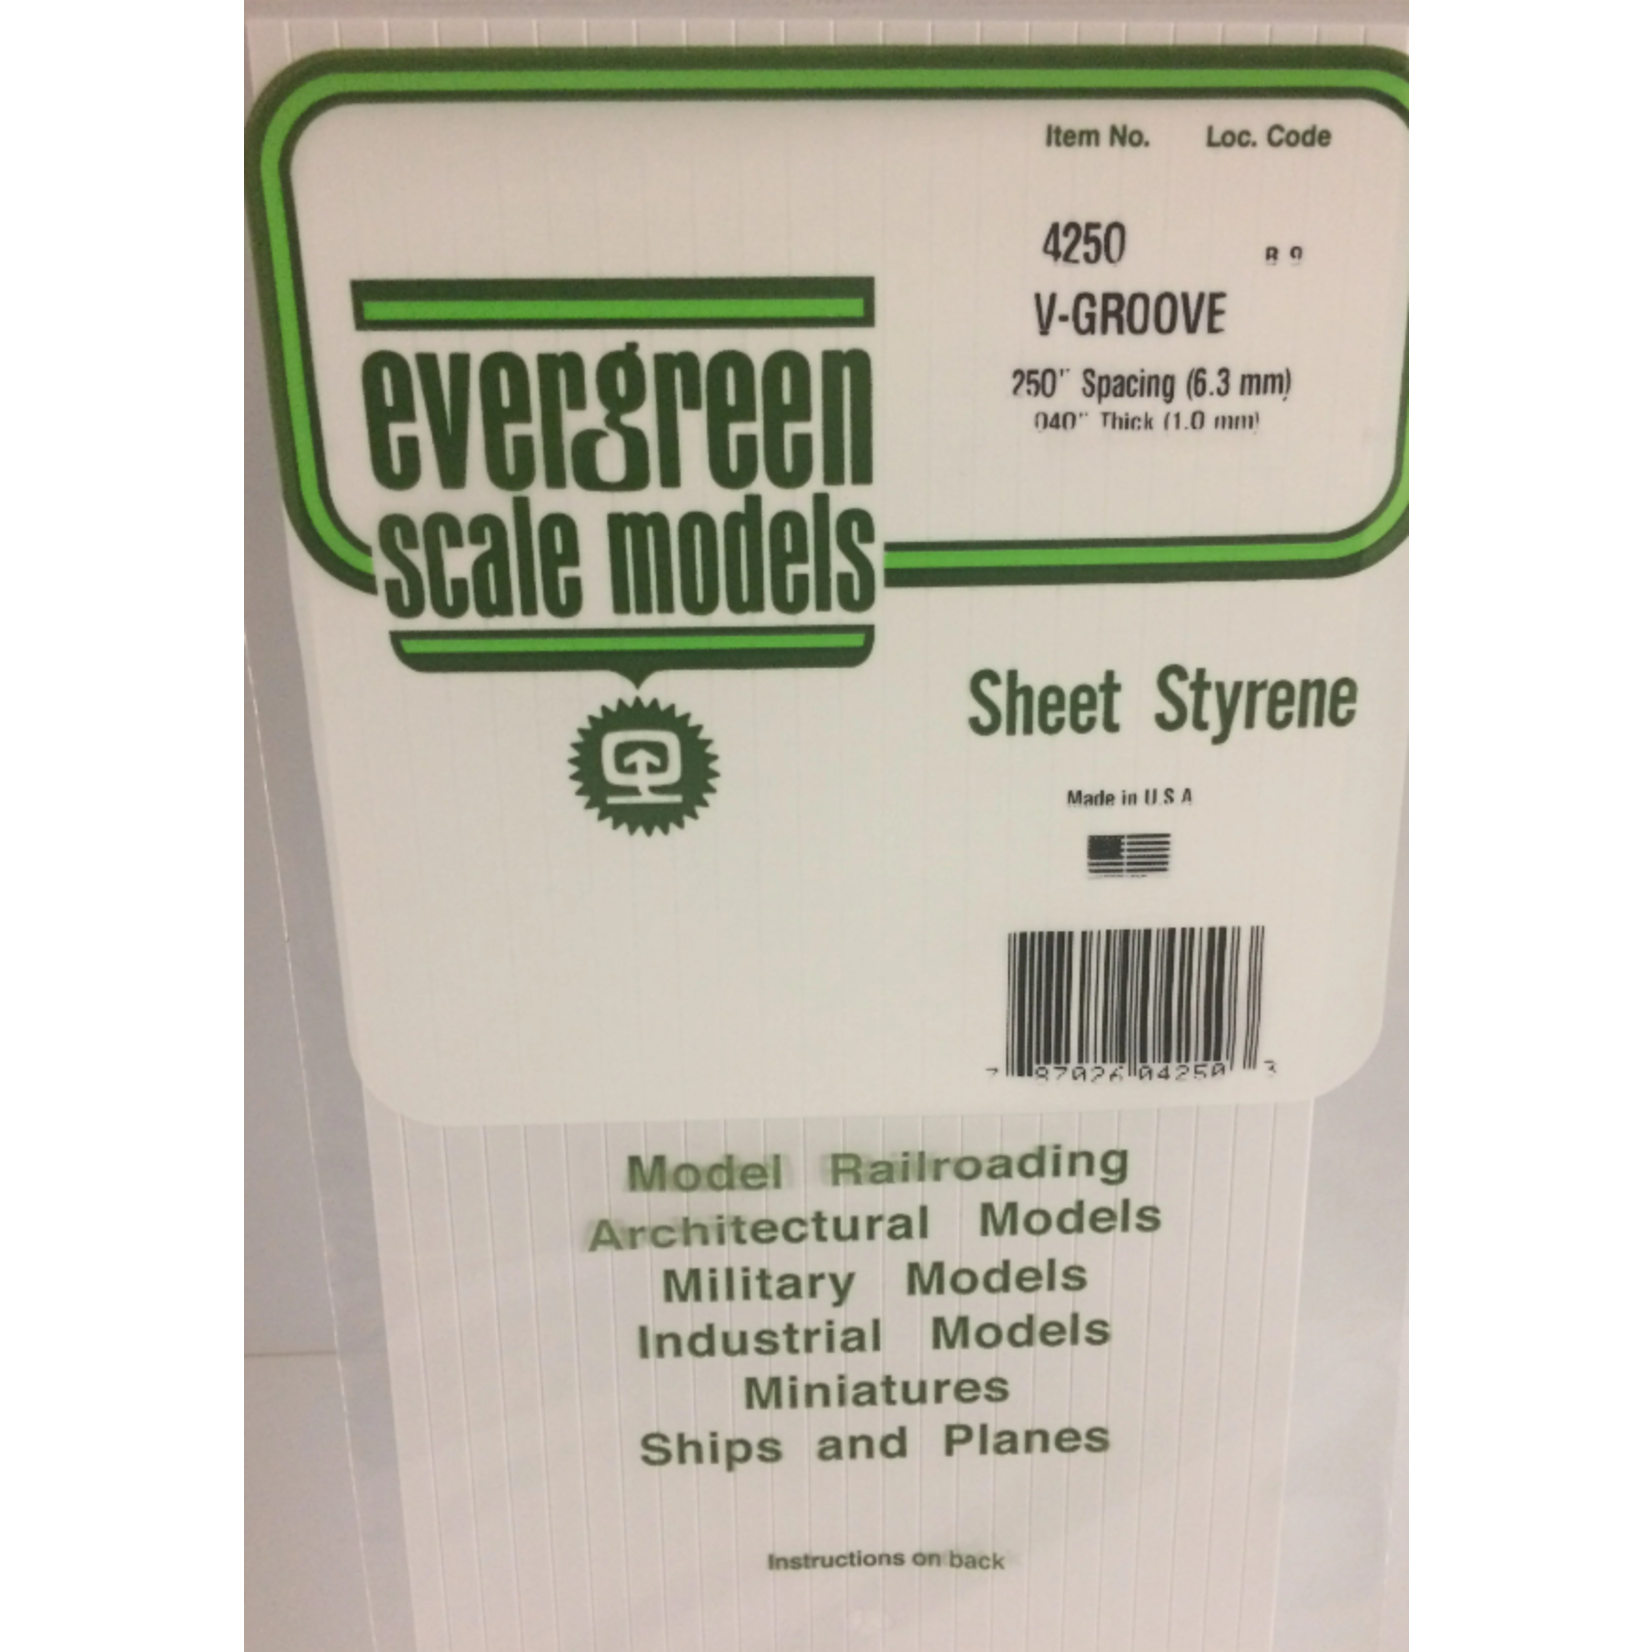 Item No. Loc. Code
4250 B 9
V-GROOVE
250" Spacing (6.3 mm)
040" Thick (1.0 mm)
evergreen
scale models
Sheet Styrene
Made in U.S.A
7 87026 04250 3
Model Railroading
Architectural Models
Military Models
Industrial Models
Miniatures
Ships and Planes
Instructions on back